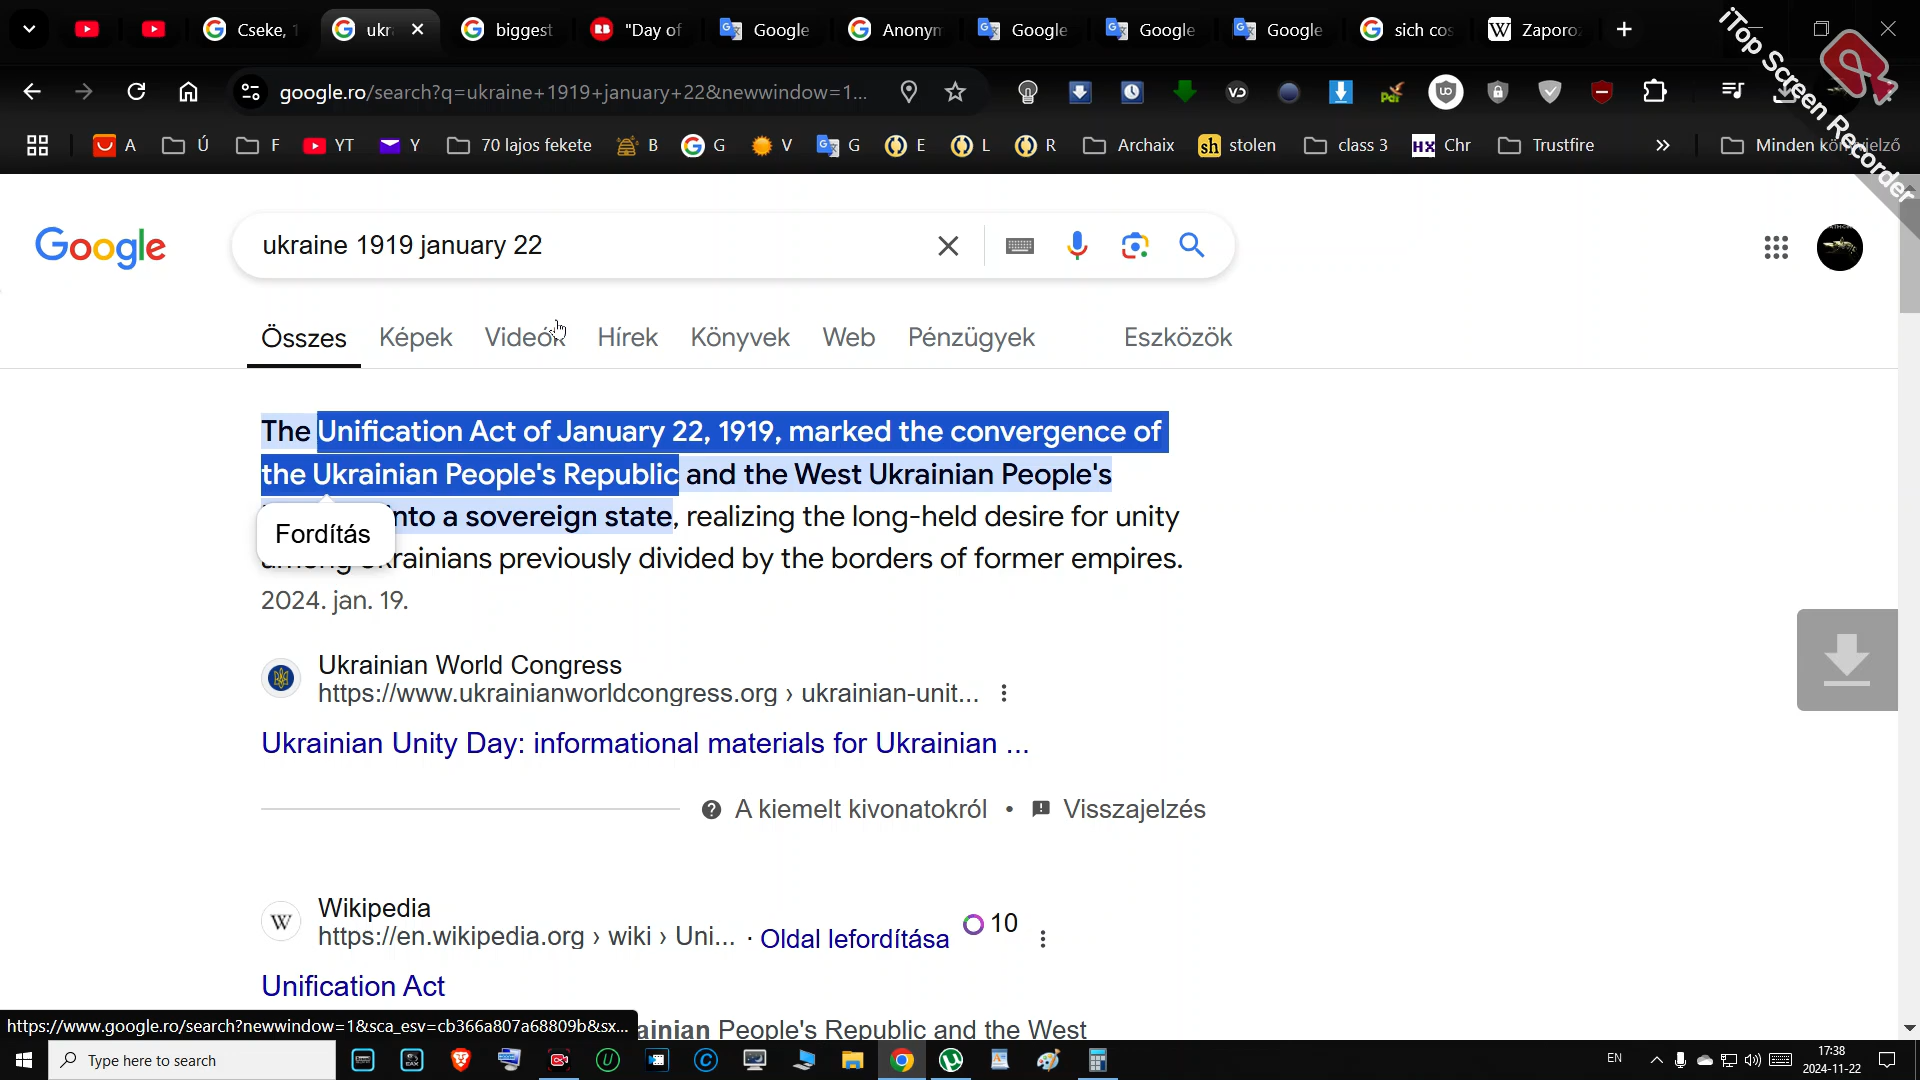 Cseke, 1
ukr
biggest
"Day of
Google
Anonym
Google
Google
Google
sich cos
Zaporoz
google.ro/search?q=ukraine+1919+january+22&newwindow=1...
A
Ú
F
YT
Y
70 lajos fekete
B
G
V
G
E
L
R
Archaix
stolen
class 3
Chr
Trustfire
»
iTop Screen Recorder
Google
ukraine 1919 january 22
Összes
Képek
Videók
Hírek
Könyvek
Web
Pénzügyek
Eszközök
The Unification Act of January 22, 1919, marked the convergence of
the Ukrainian People's Republic and the West Ukrainian People's
into a sovereign state, realizing the long-held desire for unity
Fordítás
among Ukrainians previously divided by the borders of former empires.
2024. jan. 19.
Ukrainian World Congress
https://www.ukrainianworldcongress.org › ukrainian-unit...
Ukrainian Unity Day: informational materials for Ukrainian ...
A kiemelt kivonatokról • Visszajelzés
W
Wikipedia
https://en.wikipedia.org › wiki › Uni... · Oldal lefordítása
10
Unification Act
https://www.google.ro/search?newwindow=1&sca_esv=cb366a807a68809b&sx...
ainian People's Republic and the West
Type here to search
EN
17:38
2024-11-22